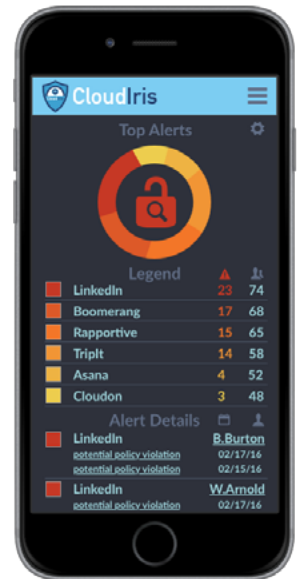 CloudIris
Top Alerts
Legend
LinkedIn 23 74
Boomerang 17 68
Rapportive 15 65
TripIt 14 58
Asana 4 52
Cloudon 3 48
Alert Details
LinkedIn B.Burton
potential policy violation 02/17/16
potential policy violation 02/15/16
LinkedIn W.Arnold
potential policy violation 02/17/16